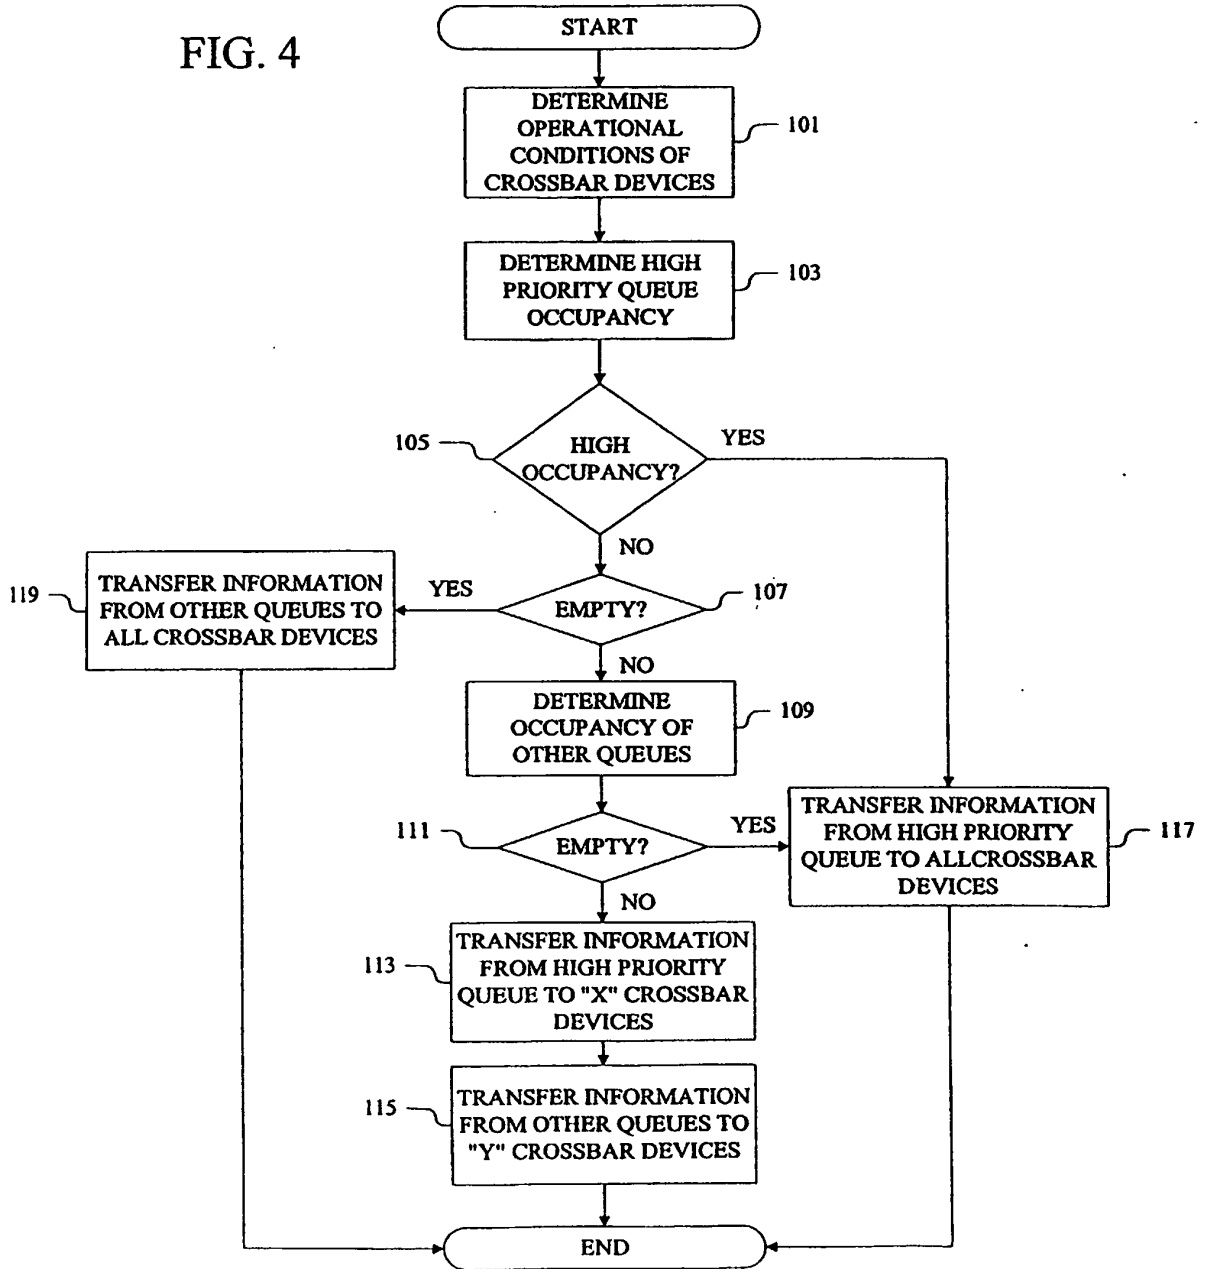 FIG. 4
START
DETERMINE
OPERATIONAL
CONDITIONS OF
CROSSBAR DEVICES
101
DETERMINE HIGH
PRIORITY QUEUE
OCCUPANCY
103
105
HIGH
OCCUPANCY?
YES
NO
119
TRANSFER INFORMATION
FROM OTHER QUEUES TO
ALL CROSSBAR DEVICES
YES
EMPTY?
107
NO
DETERMINE
OCCUPANCY OF
OTHER QUEUES
109
111
EMPTY?
YES
TRANSFER INFORMATION
FROM HIGH PRIORITY
QUEUE TO ALLCROSSBAR
DEVICES
117
NO
113
TRANSFER INFORMATION
FROM HIGH PRIORITY
QUEUE TO "X" CROSSBAR
DEVICES
115
TRANSFER INFORMATION
FROM OTHER QUEUES TO
"Y" CROSSBAR DEVICES
END